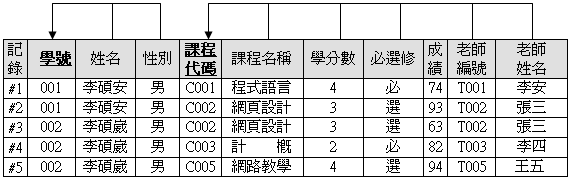 記錄 學號 姓名 性別 課程代碼 課程名稱 學分數 必選修 成績 老師編號 老師姓名
#1 001 李碩安 男 C001 程式語言 4 必 74 T001 李安
#2 001 李碩安 男 C002 網頁設計 3 選 93 T002 張三
#3 002 李碩崴 男 C002 網頁設計 3 選 63 T002 張三
#4 002 李碩崴 男 C003 計 概 2 必 82 T003 李四
#5 002 李碩崴 男 C005 網路教學 4 選 94 T005 王五